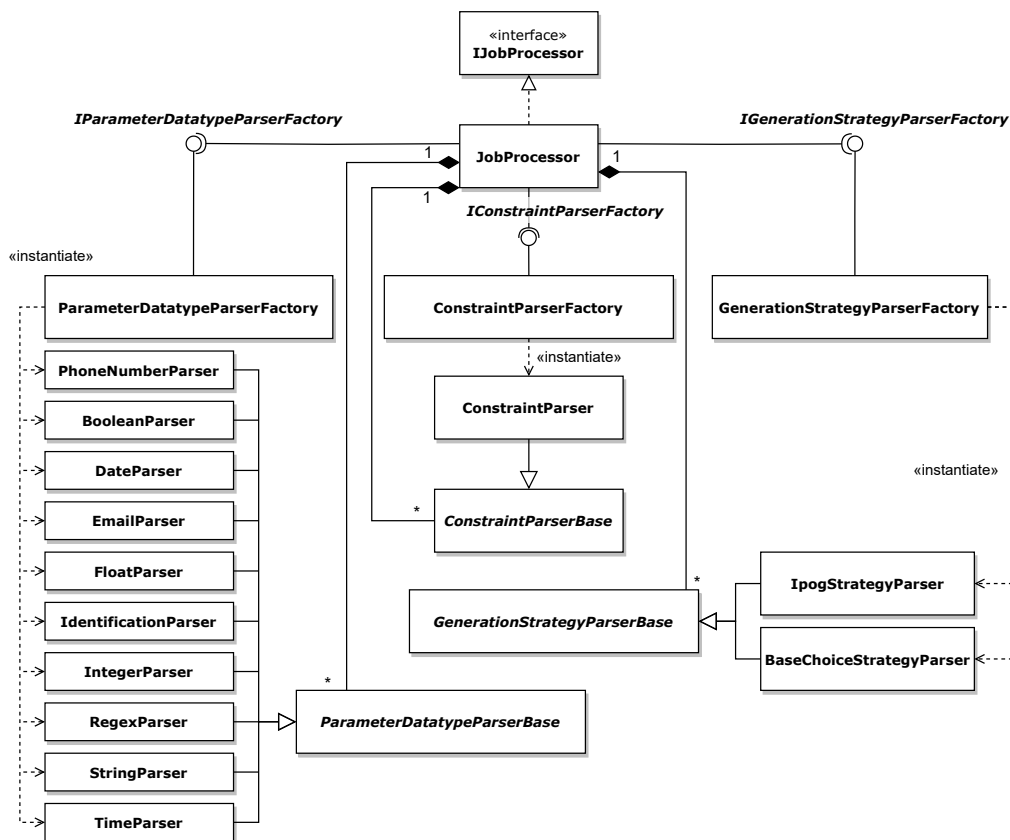 «interface»
IJobProcessor
IParameterDatatypeParserFactory
IGenerationStrategyParserFactory
JobProcessor
1
1
1
IConstraintParserFactory
«instantiate»
ParameterDatatypeParserFactory
ConstraintParserFactory
GenerationStrategyParserFactory
«instantiate»
PhoneNumberParser
ConstraintParser
BooleanParser
DateParser
«instantiate»
*
EmailParser
ConstraintParserBase
FloatParser
*
IpogStrategyParser
IdentificationParser
GenerationStrategyParserBase
BaseChoiceStrategyParser
IntegerParser
*
RegexParser
ParameterDatatypeParserBase
StringParser
TimeParser